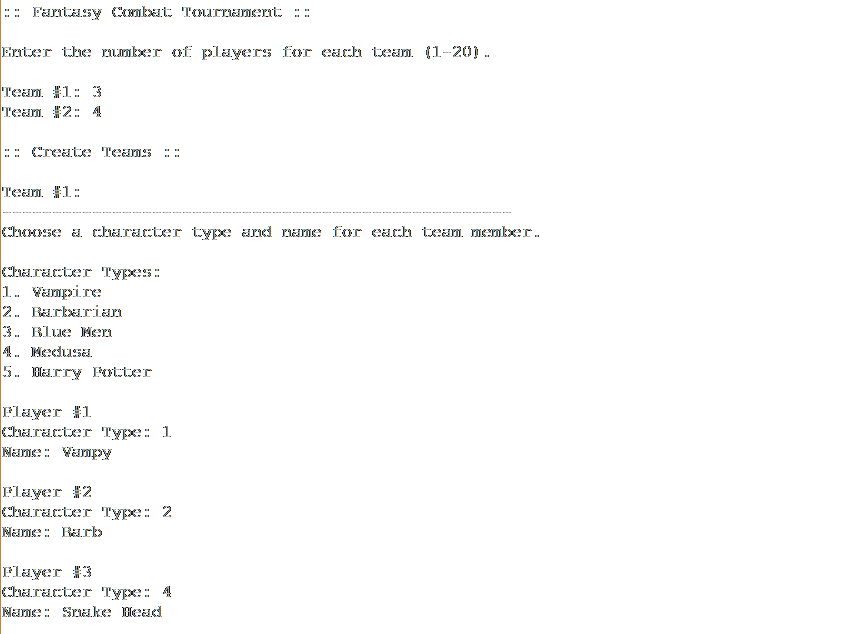 :: Fantasy Combat Tournament ::
Enter the number of players for each team (1-20).
Team #1: 3
Team #2: 4
:: Create Teams ::
Team #1:
---------------------------------------------------
Choose a character type and name for each team member.
Character Types:
1. Vampire
2. Barbarian
3. Blue Men
4. Medusa
5. Harry Potter
Player #1
Character Type: 1
Name: Vampy
Player #2
Character Type: 2
Name: Barb
Player #3
Character Type: 4
Name: Snake Head